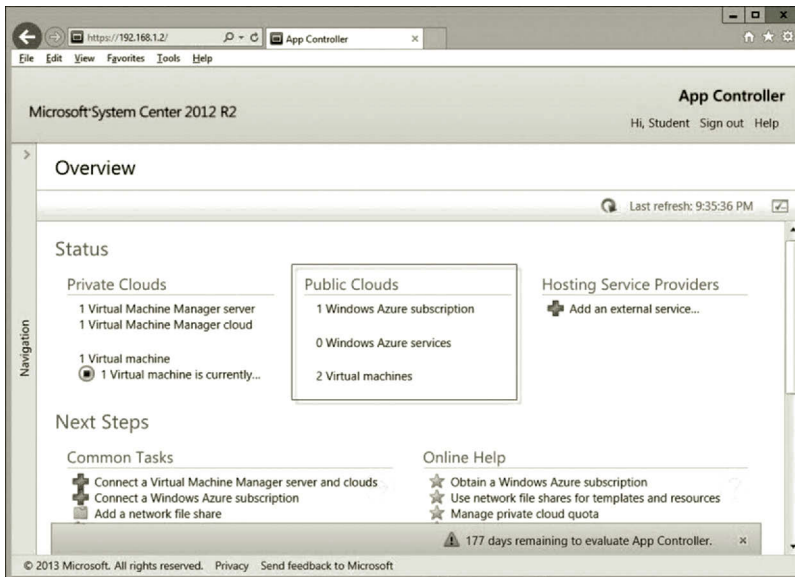 https://192.168.1.2/
App Controller
File Edit View Favorites Tools Help
Microsoft System Center 2012 R2
App Controller
Hi, Student Sign out Help
Overview
Last refresh: 9:35:36 PM
Navigation
Status
Private Clouds
1 Virtual Machine Manager server
1 Virtual Machine Manager cloud
1 Virtual machine
1 Virtual machine is currently...
Public Clouds
1 Windows Azure subscription
0 Windows Azure services
2 Virtual machines
Hosting Service Providers
Add an external service...
Next Steps
Common Tasks
Connect a Virtual Machine Manager server and clouds
Connect a Windows Azure subscription
Add a network file share
Online Help
Obtain a Windows Azure subscription
Use network file shares for templates and resources
Manage private cloud quota
177 days remaining to evaluate App Controller.
© 2013 Microsoft. All rights reserved. Privacy Send feedback to Microsoft